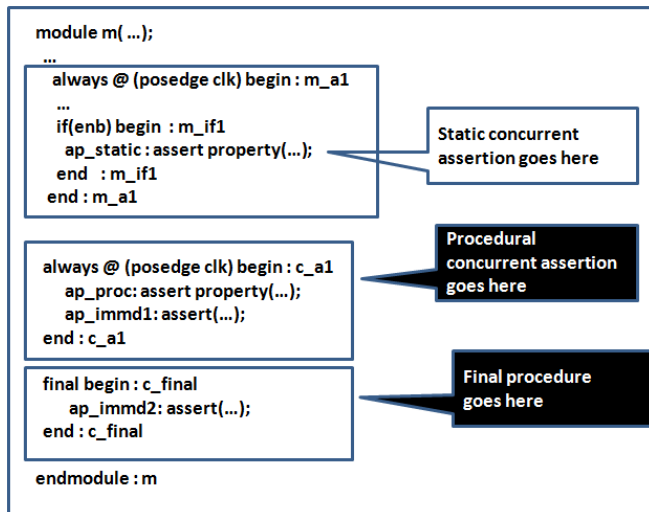 module m( ...);
...
always @ (posedge clk) begin : m_a1
...
if(enb) begin : m_if1
ap_static : assert property(...);
end : m_if1
end : m_a1
Static concurrent
assertion goes here
always @ (posedge clk) begin : c_a1
ap_proc: assert property(...);
ap_immd1: assert(...);
end : c_a1
Procedural
concurrent assertion
goes here
final begin : c_final
ap_immd2: assert(...);
end : c_final
Final procedure
goes here
endmodule : m